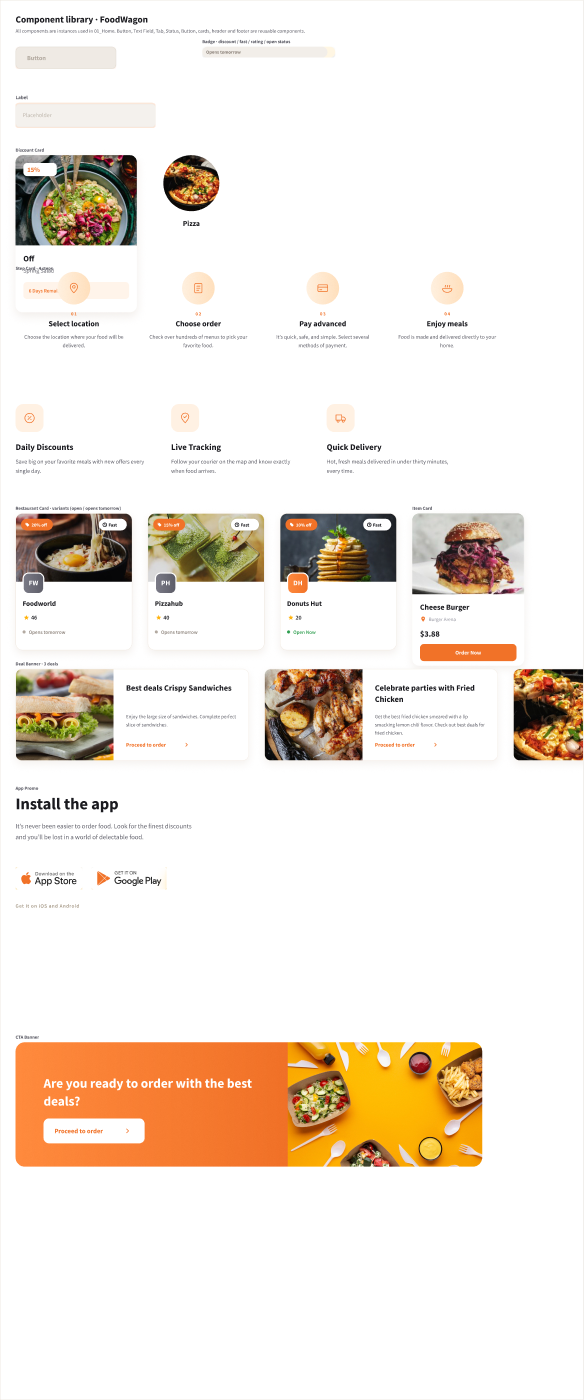 Component library · FoodWagon
All components are instances used in 01_Home. Button, Text Field, Tab, Status, Button, cards, header and footer are reusable components.
Badge · discount / fast / rating / open status
Opens tomorrow
Button
Label
Placeholder
Discount Card
15%
Off
6 Days Remai
Pizza
01
Select location
Choose the location where your food will be
delivered.
02
Choose order
Check over hundreds of menus to pick your
favorite food.
03
Pay advanced
It's quick, safe, and simple. Select several
methods of payment.
04
Enjoy meals
Food is made and delivered directly to your
home.
Daily Discounts
Save big on your favorite meals with new offers every
single day.
Live Tracking
Follow your courier on the map and know exactly
when food arrives.
Quick Delivery
Hot, fresh meals delivered in under thirty minutes,
every time.
Restaurant Card · variants (open | opens tomorrow)
20% off
Fast
FW
Foodworld
46
Opens tomorrow
15% off
Fast
PH
Pizzahub
40
Opens tomorrow
10% off
Fast
DH
Donuts Hut
20
Open Now
Item Card
Cheese Burger
Burger Arena
$3.88
Order Now
Deal Banner · 3 deals
Best deals Crispy Sandwiches
Enjoy the large size of sandwiches. Complete perfect
slice of sandwiches.
Proceed to order
Celebrate parties with Fried
Chicken
Get the best fried chicken smeared with a lip
smacking lemon chili flavor. Check out best deals for
fried chicken.
Proceed to order
App Promo
Install the app
It's never been easier to order food. Look for the finest discounts
and you'll be lost in a world of delectable food.
Download on the
App Store
GET IT ON
Google Play
Get it on iOS and Android
CTA Banner
Are you ready to order with the best
deals?
Proceed to order